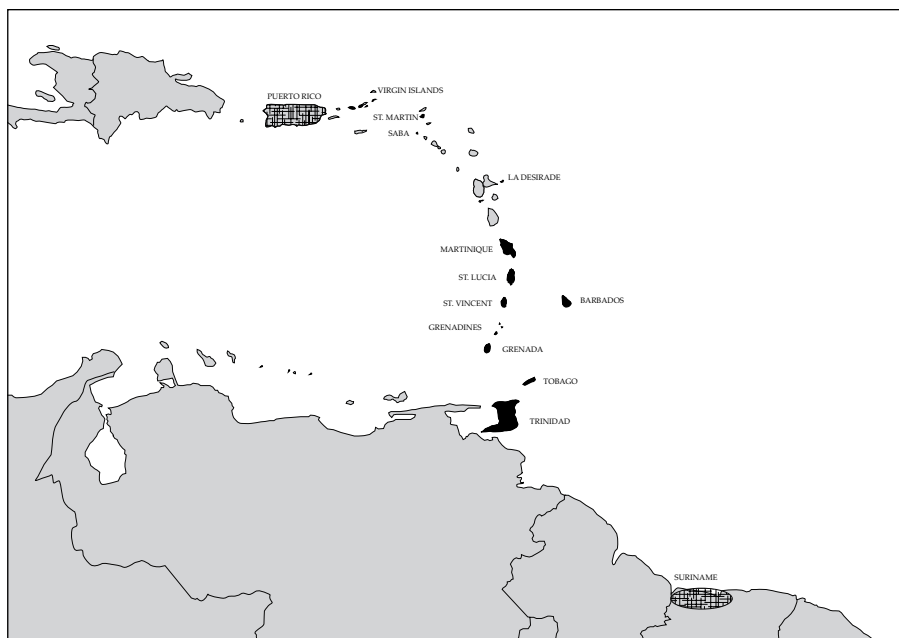 PUERTO RICO
VIRGIN ISLANDS
ST. MARTIN
SABA
LA DESIRADE
MARTINIQUE
ST. LUCIA
ST. VINCENT
BARBADOS
GRENADINES
GRENADA
TOBAGO
TRINIDAD
SURINAME